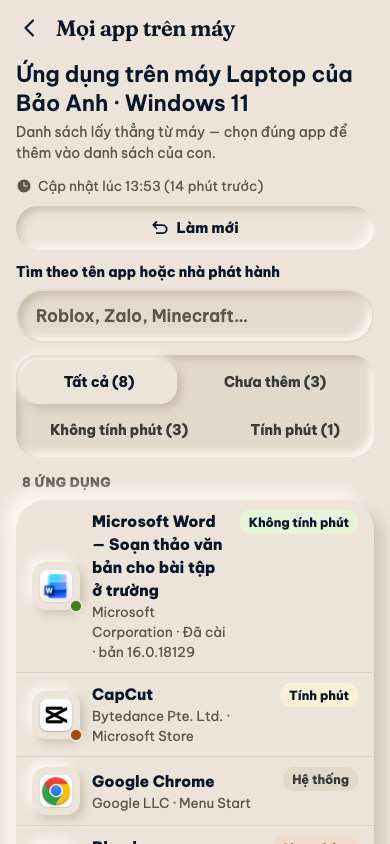 Mọi app trên máy
Ứng dụng trên máy Laptop của
Bảo Anh · Windows 11
Danh sách lấy thẳng từ máy — chọn đúng app để
thêm vào danh sách của con.
Cập nhật lúc 13:53 (14 phút trước)
Làm mới
Tìm theo tên app hoặc nhà phát hành
Roblox, Zalo, Minecraft...
Tất cả (8)
Chưa thêm (3)
Không tính phút (3)
Tính phút (1)
8 ỨNG DỤNG
Microsoft Word
— Soạn thảo văn
bản cho bài tập
ở trường
Không tính phút
Microsoft
Corporation · Đã cài
· bản 16.0.18129
CapCut
Tính phút
Bytedance Pte. Ltd. ·
Microsoft Store
Google Chrome
Hệ thống
Google LLC · Menu Start